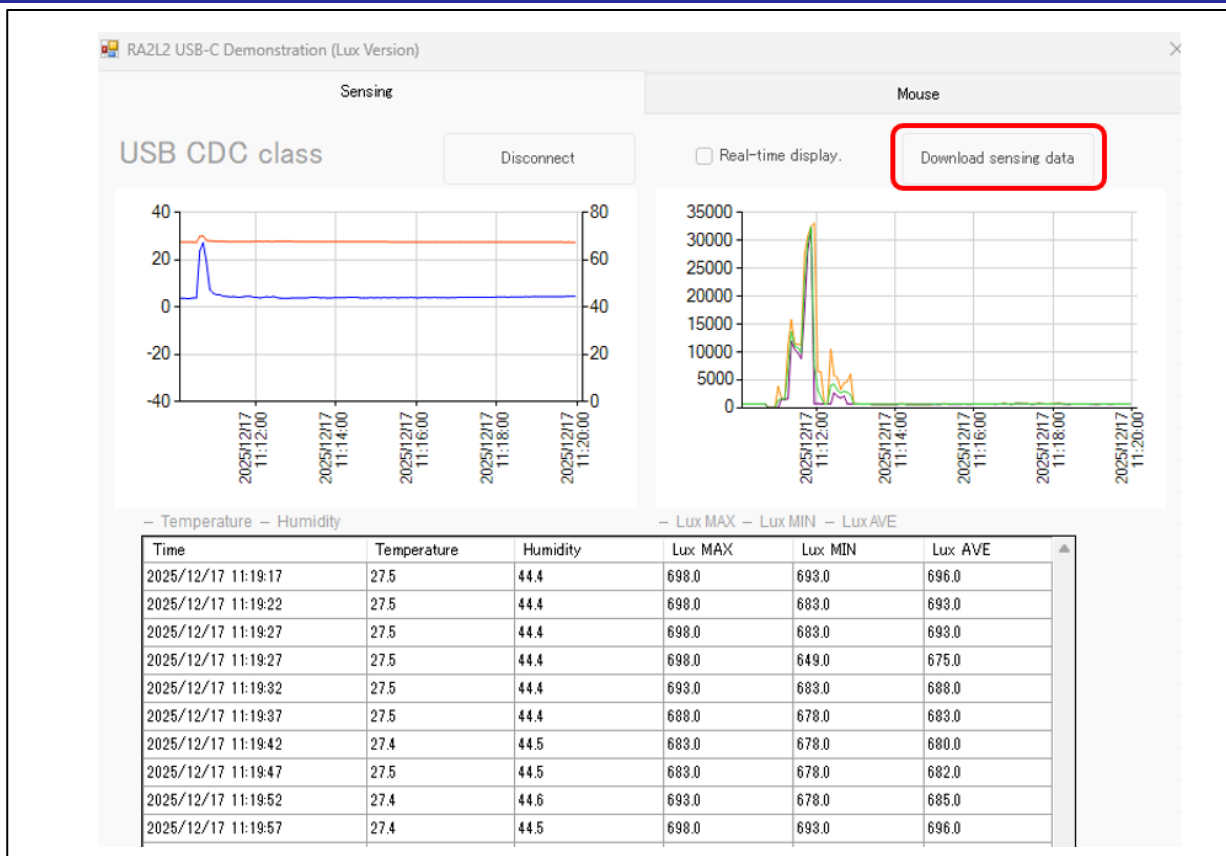 RA2L2 USB-C Demonstration (Lux Version)
Sensing Mouse
USB CDC class Disconnect Real-time display. Download sensing data
40
20
0
-20
-40
80
60
40
20
0
2025/12/17 11:12:00
2025/12/17 11:14:00
2025/12/17 11:16:00
2025/12/17 11:18:00
2025/12/17 11:20:00
– Temperature – Humidity
35000
30000
25000
20000
15000
10000
5000
0
2025/12/17 11:12:00
2025/12/17 11:14:00
2025/12/17 11:16:00
2025/12/17 11:18:00
2025/12/17 11:20:00
– Lux MAX – Lux MIN – Lux AVE
Time Temperature Humidity Lux MAX Lux MIN Lux AVE
2025/12/17 11:19:17 27.5 44.4 698.0 693.0 696.0
2025/12/17 11:19:22 27.5 44.4 698.0 683.0 693.0
2025/12/17 11:19:27 27.5 44.4 698.0 683.0 693.0
2025/12/17 11:19:27 27.5 44.4 698.0 649.0 675.0
2025/12/17 11:19:32 27.5 44.4 693.0 683.0 688.0
2025/12/17 11:19:37 27.5 44.4 688.0 678.0 683.0
2025/12/17 11:19:42 27.4 44.5 683.0 678.0 680.0
2025/12/17 11:19:47 27.5 44.5 683.0 678.0 682.0
2025/12/17 11:19:52 27.4 44.6 693.0 678.0 685.0
2025/12/17 11:19:57 27.4 44.5 698.0 693.0 696.0